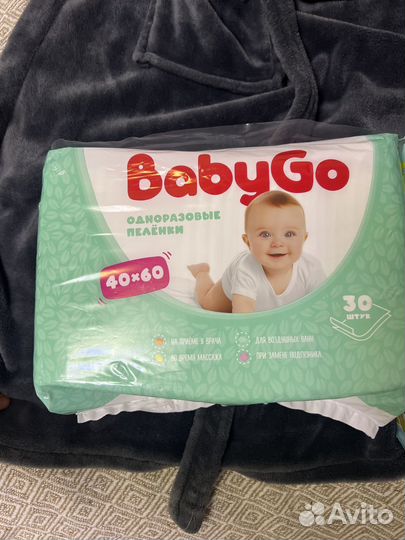 BabyGo
ОДНОРАЗОВЫЕ
ПЕЛЁНКИ
40×60
30
ШТУК
НА ПРИЁМЕ У ВРАЧА
ДЛЯ ВОЗДУШНЫХ ВАНН
ВО ВРЕМЯ МАССАЖА
ПРИ ЗАМЕНЕ ПОДГУЗНИКА
Avito